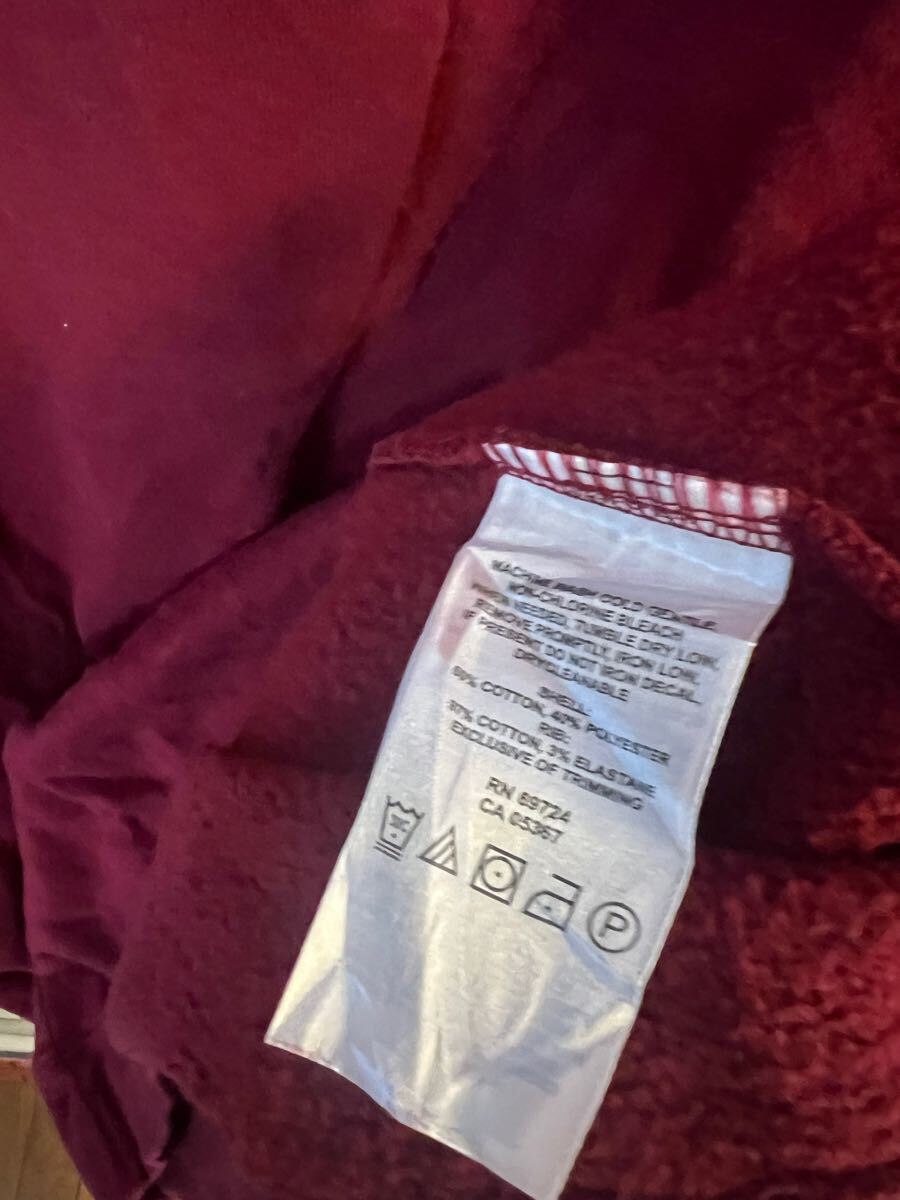 MACHINE WASH COLD GENTLE,
NON-CHLORINE BLEACH
WHEN NEEDED, TUMBLE DRY LOW,
REMOVE PROMPTLY, IRON LOW,
IF PRESENT DO NOT IRON DECAL.
DRYCLEANABLE
SHELL:
60% COTTON, 40% POLYESTER
RIB:
97% COTTON, 3% ELASTANE
EXCLUSIVE OF TRIMMING
RN 69724
CA 05367
P